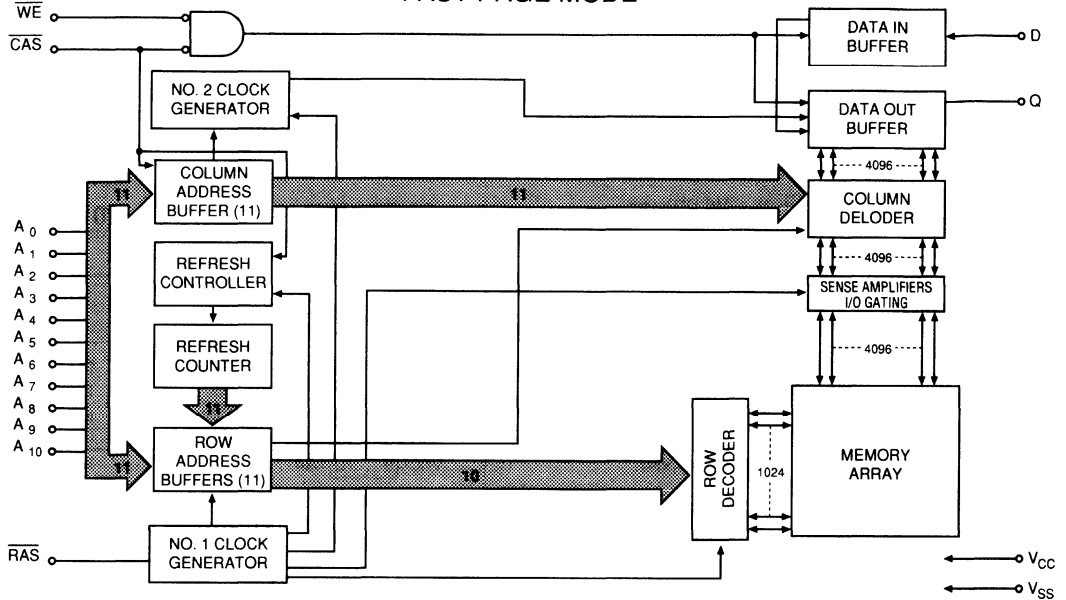 FAST PAGE MODE
WE
CAS
NO. 2 CLOCK
GENERATOR
DATA IN
BUFFER
D
DATA OUT
BUFFER
Q
4096
COLUMN
ADDRESS
BUFFER (11)
11
11
COLUMN
DELODER
4096
A0
A1
A2
A3
A4
A5
A6
A7
A8
A9
A10
REFRESH
CONTROLLER
SENSE AMPLIFIERS
I/O GATING
REFRESH
COUNTER
4096
11
11
ROW
ADDRESS
BUFFERS (11)
10
ROW
DECODER
1024
MEMORY
ARRAY
RAS
NO. 1 CLOCK
GENERATOR
VCC
VSS